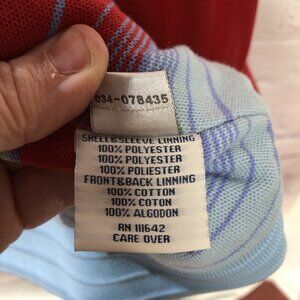 034-078435
SHELL&SLEEVE LINNING
100% POLYESTER
100% POLYESTER
100% POLIESTER
FRONT&BACK LINNING
100% COTTON
100% COTON
100% ALGODON
RN 111642
CARE OVER